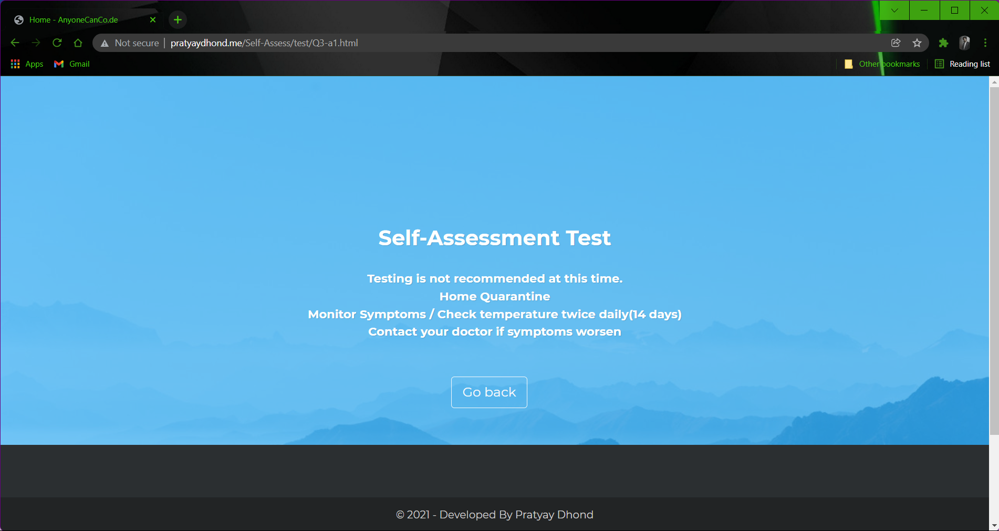 Home - AnyoneCanCo.de
Not secure | pratyaydhond.me/Self-Assess/test/Q3-a1.html
Apps Gmail Other bookmarks Reading list
Self-Assessment Test
Testing is not recommended at this time.
Home Quarantine
Monitor Symptoms / Check temperature twice daily(14 days)
Contact your doctor if symptoms worsen
Go back
© 2021 - Developed By Pratyay Dhond